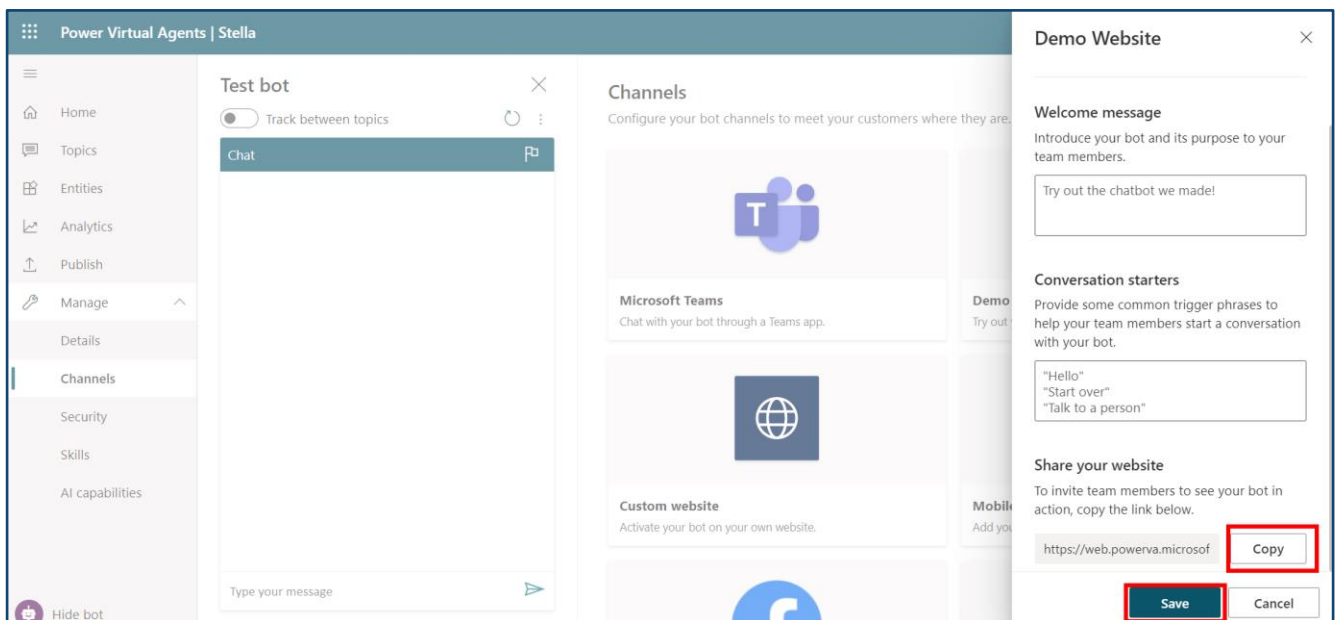 Power Virtual Agents | Stella
Home
Topics
Entities
Analytics
Publish
Manage
Details
Channels
Security
Skills
AI capabilities
Hide bot
Test bot
Track between topics
Chat
Type your message
Channels
Configure your bot channels to meet your customers where they are.
T
Microsoft Teams
Chat with your bot through a Teams app.
Demo
Try out
Custom website
Activate your bot on your own website.
Mobile
Add you
Demo Website
Welcome message
Introduce your bot and its purpose to your
team members.
Try out the chatbot we made!
Conversation starters
Provide some common trigger phrases to
help your team members start a conversation
with your bot.
"Hello"
"Start over"
"Talk to a person"
Share your website
To invite team members to see your bot in
action, copy the link below.
https://web.powerva.microsof
Copy
Save
Cancel